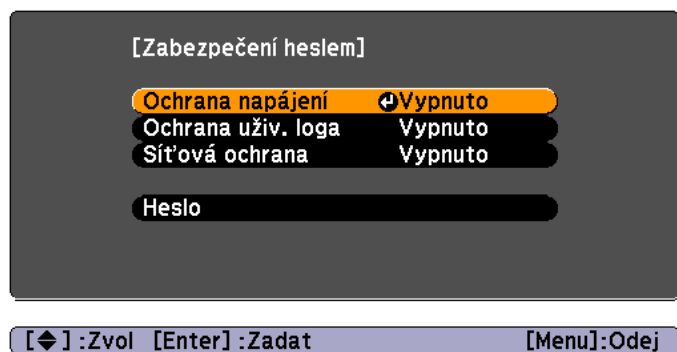 [Zabezpečení heslem]
Ochrana napájení Vypnuto
Ochrana uživ. loga Vypnuto
Síťová ochrana Vypnuto
Heslo
[◆] :Zvol [Enter] :Zadat [Menu]:Odej